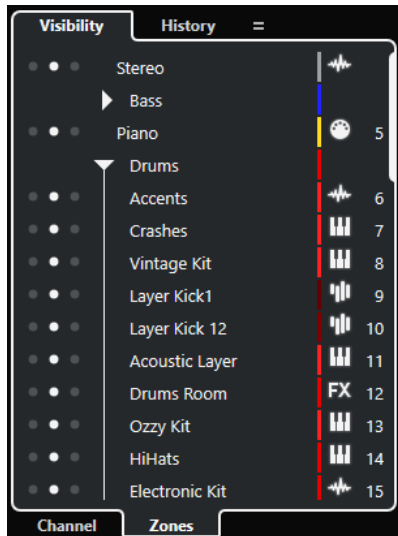 Visibility History =
Stereo
Bass
Piano 5
Drums
Accents 6
Crashes 7
Vintage Kit 8
Layer Kick1 9
Layer Kick 12 10
Acoustic Layer 11
Drums Room FX 12
Ozzy Kit 13
HiHats 14
Electronic Kit 15
Channel Zones